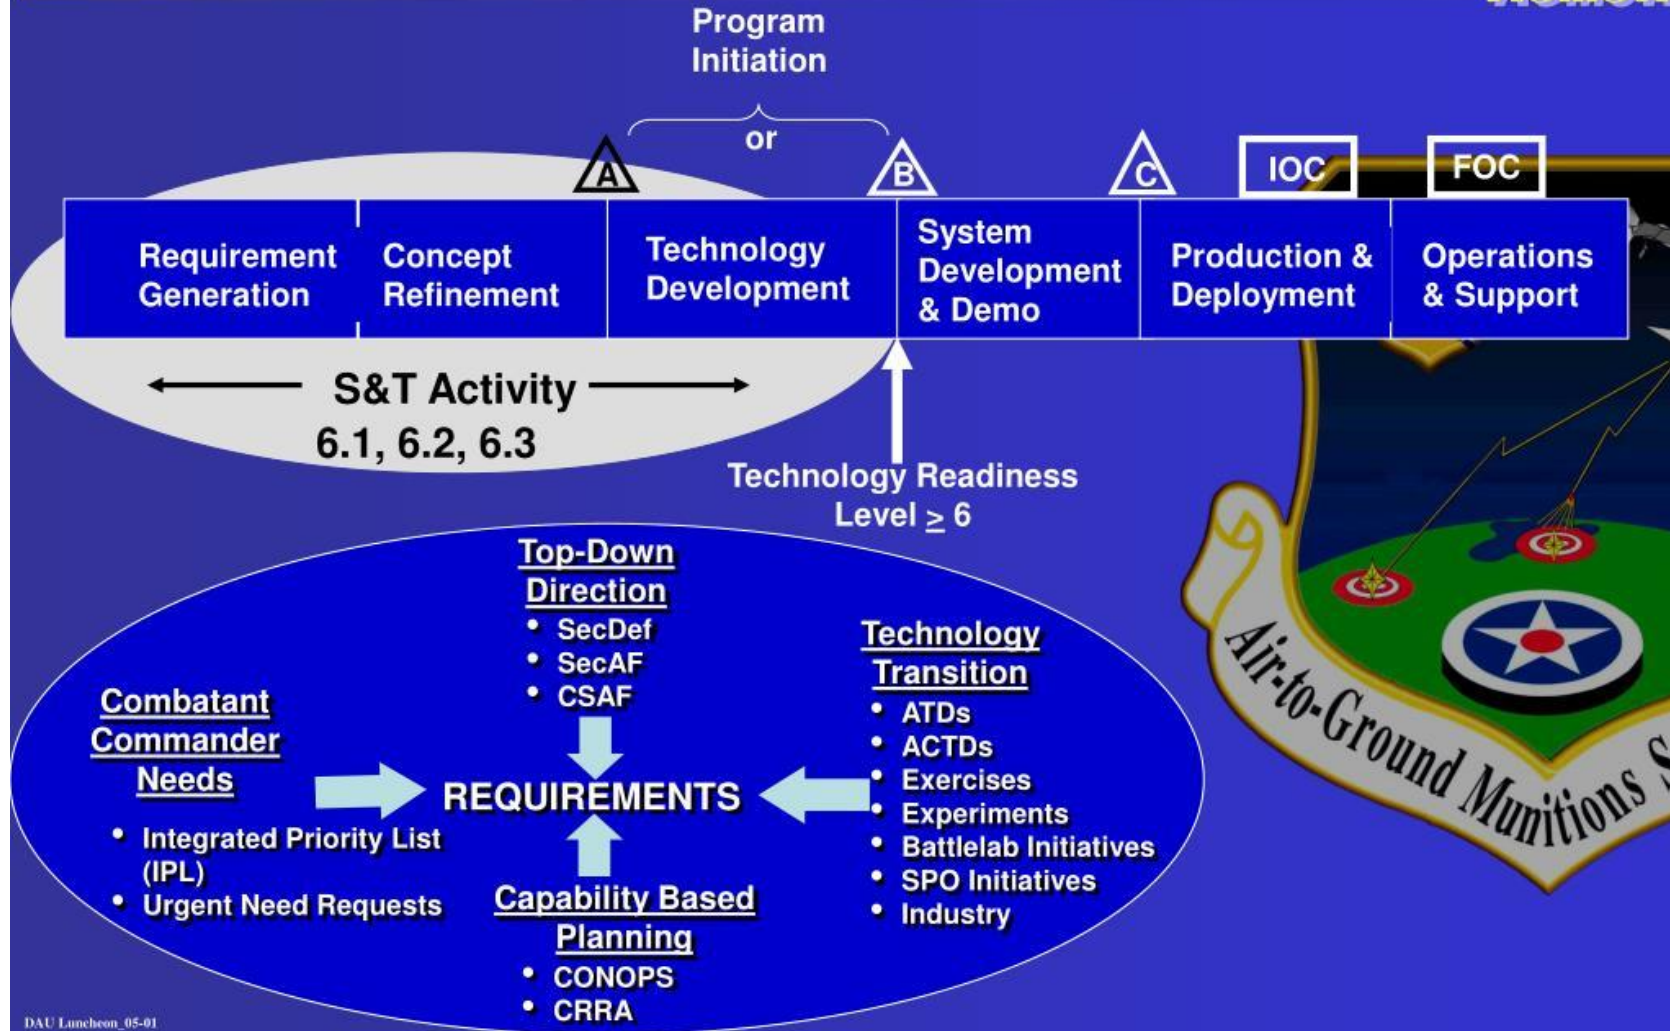 Program
Initiation
or
A
B
C
IOC
FOC
Requirement
Generation
Concept
Refinement
Technology
Development
System
Development
& Demo
Production &
Deployment
Operations
& Support
S&T Activity
6.1, 6.2, 6.3
Technology Readiness
Level ≥ 6
Top-Down
Direction
• SecDef
• SecAF
• CSAF
Combatant
Commander
Needs
• Integrated Priority List
(IPL)
• Urgent Need Requests
REQUIREMENTS
Technology
Transition
• ATDs
• ACTDs
• Exercises
• Experiments
• Battlelab Initiatives
• SPO Initiatives
• Industry
Capability Based
Planning
• CONOPS
• CRRA
Air-to-Ground Munitions S
DAU Luncheon_05-01